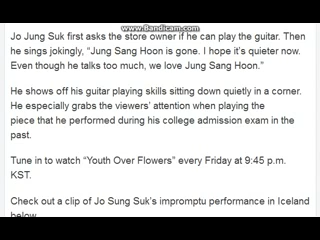 www.Bandicam.com
Jo Jung Suk first asks the store owner if he can play the guitar. Then
he sings jokingly, “Jung Sang Hoon is gone. I hope it’s quieter now.
Even though he talks too much, we love Jung Sang Hoon.”
He shows off his guitar playing skills sitting down quietly in a corner.
He especially grabs the viewers’ attention when playing the
piece that he performed during his college admission exam in the
past.
Tune in to watch “Youth Over Flowers” every Friday at 9:45 p.m.
KST.
Check out a clip of Jo Sung Suk’s impromptu performance in Iceland
below